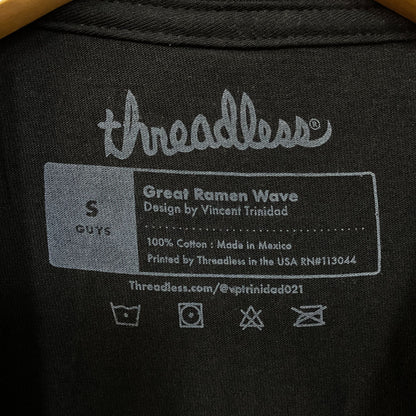 threadless®
S
GUYS
Great Ramen Wave
Design by Vincent Trinidad
100% Cotton : Made in Mexico
Printed by Threadless in the USA RN#113044
Threadless.com/@vptrinidad021